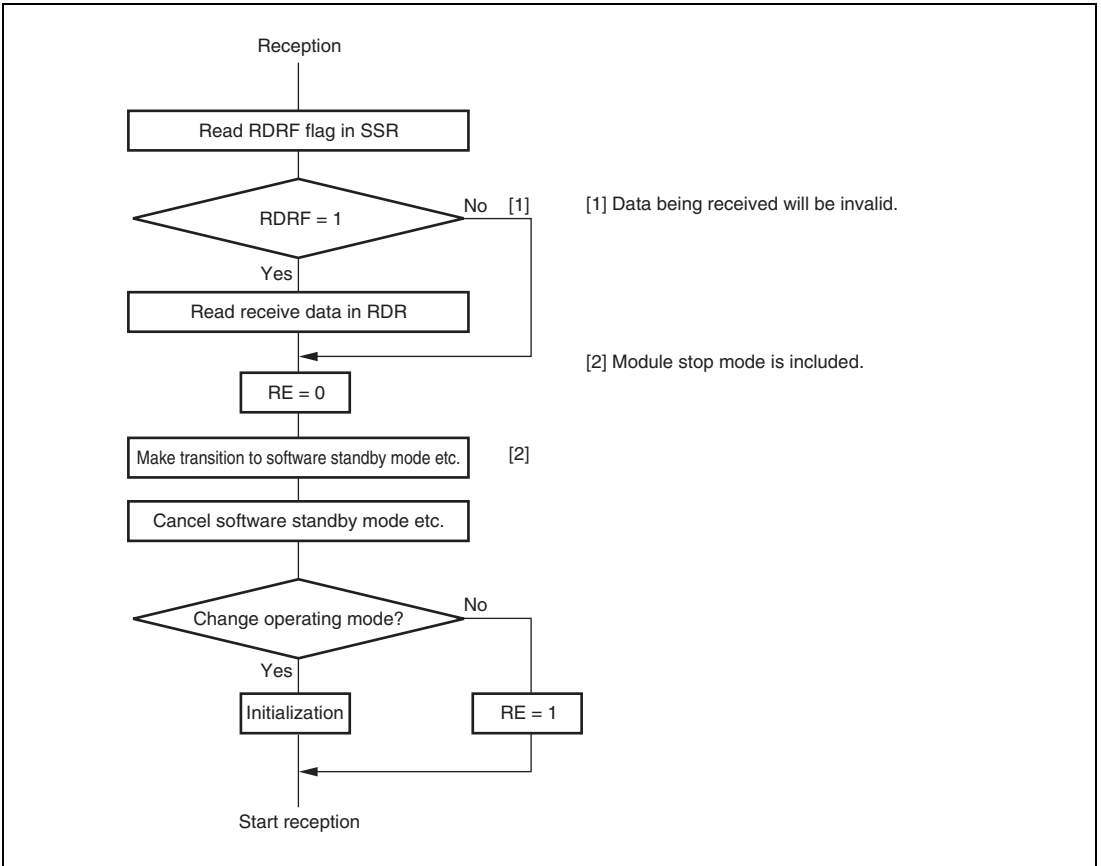 Reception
Read RDRF flag in SSR
RDRF = 1
No [1]
[1] Data being received will be invalid.
Yes
Read receive data in RDR
[2] Module stop mode is included.
RE = 0
Make transition to software standby mode etc.
[2]
Cancel software standby mode etc.
Change operating mode?
No
Yes
Initialization
RE = 1
Start reception